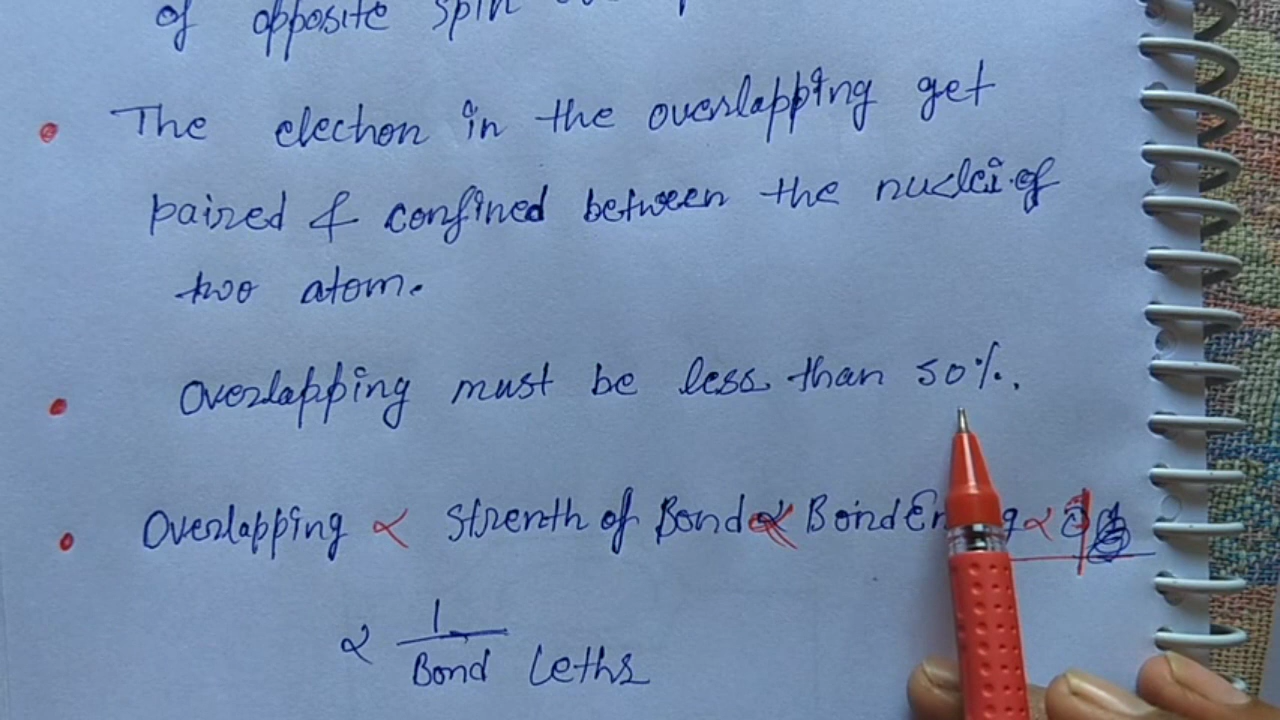 of opposite spin
The electron in the overlapping get
paired & confined between the nuclei of
two atom.
Overlapping must be less than 50%.
Overlapping ∝ Strenth of Bond ∝ Bond ∝
∝ 1
Bond Leths